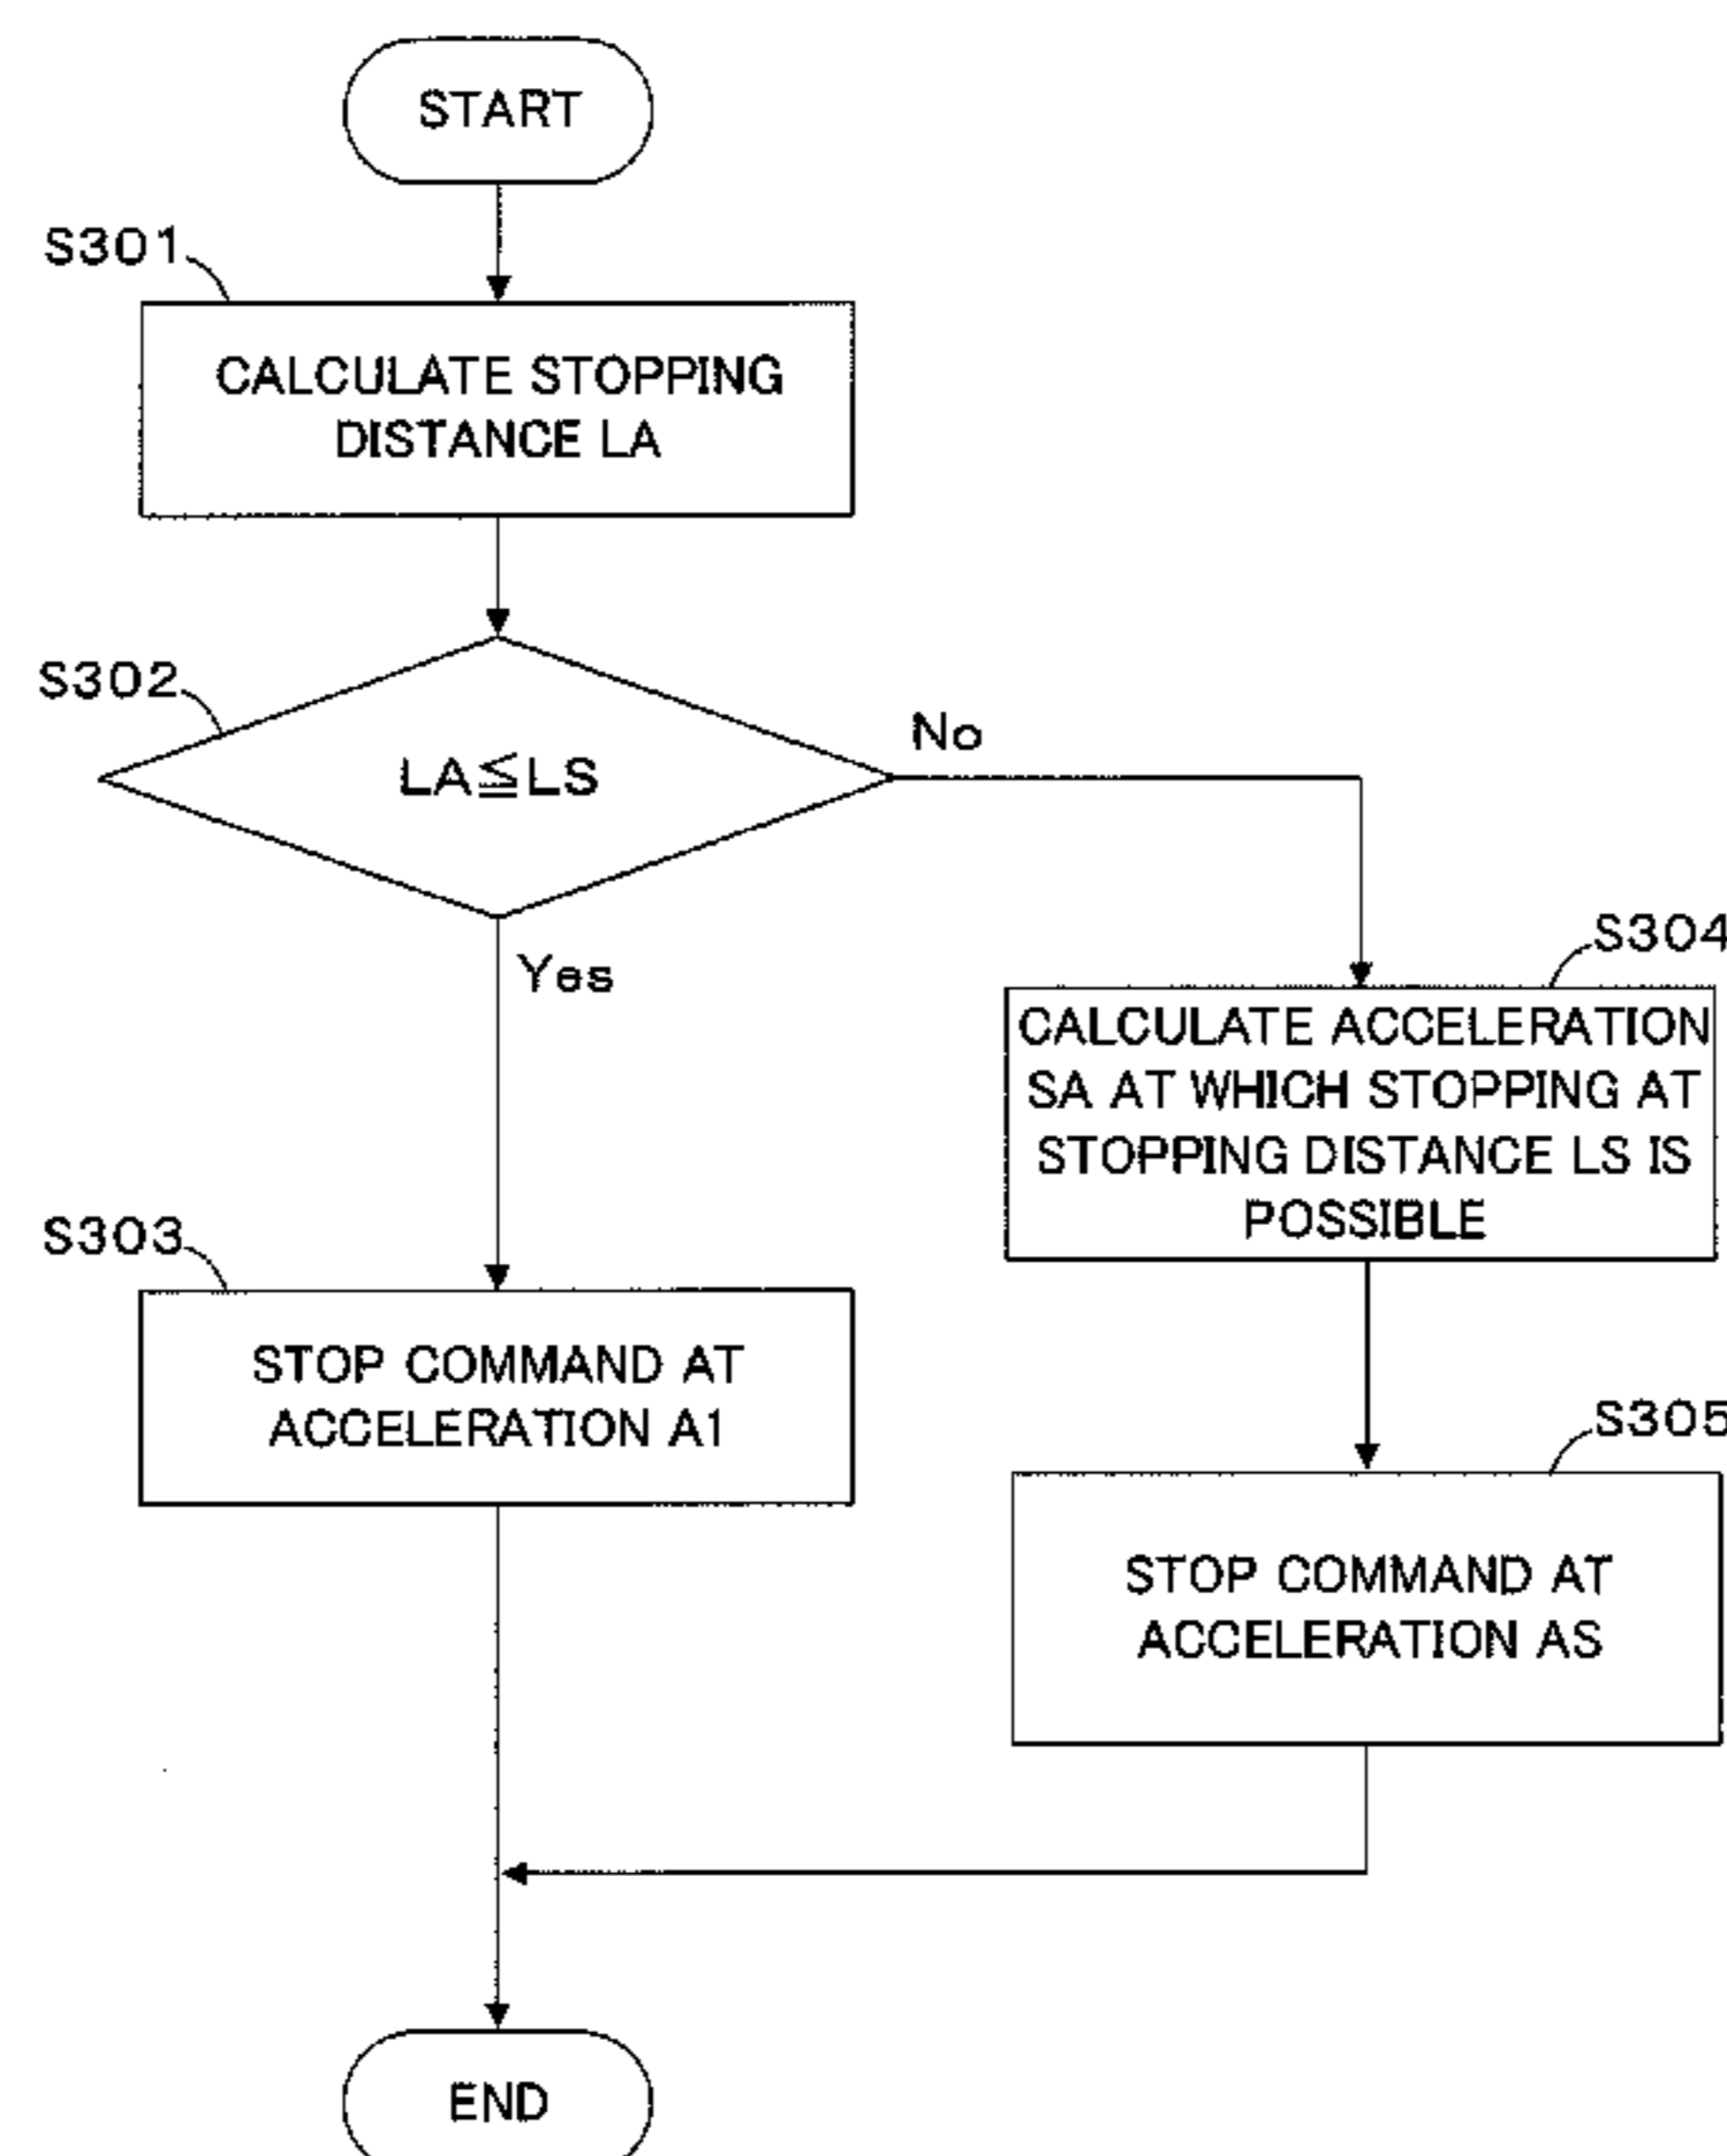 START
S301
CALCULATE STOPPING
DISTANCE LA
S302
LA≦LS
No
Yes
S304
CALCULATE ACCELERATION
SA AT WHICH STOPPING AT
STOPPING DISTANCE LS IS
POSSIBLE
S303
STOP COMMAND AT
ACCELERATION A1
S305
STOP COMMAND AT
ACCELERATION AS
END